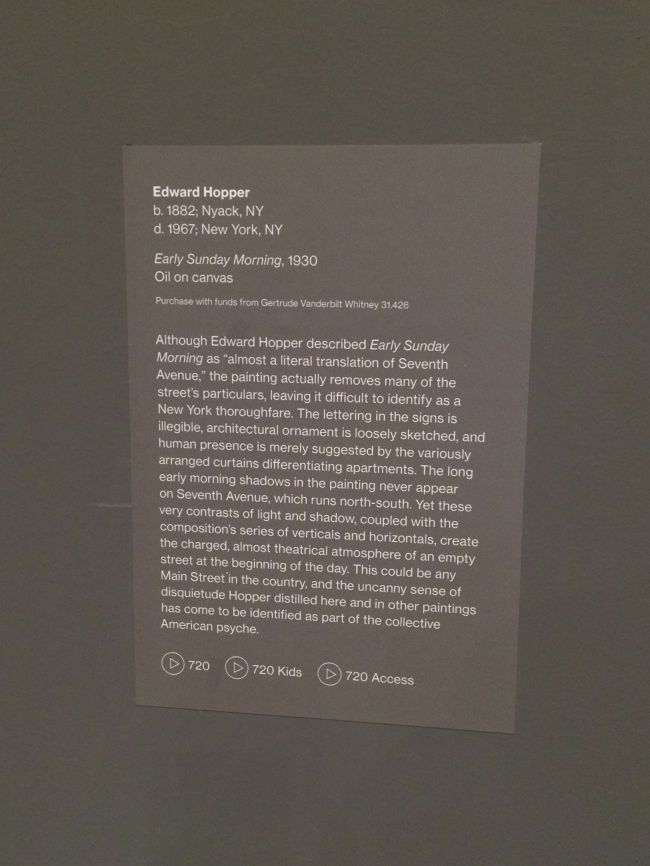 Edward Hopper
b. 1882; Nyack, NY
d. 1967; New York, NY
Early Sunday Morning, 1930
Oil on canvas
Purchase with funds from Gertrude Vanderbilt Whitney 31.426
Although Edward Hopper described Early Sunday
Morning as “almost a literal translation of Seventh
Avenue,” the painting actually removes many of the
street’s particulars, leaving it difficult to identify as a
New York thoroughfare. The lettering in the signs is
illegible, architectural ornament is loosely sketched, and
human presence is merely suggested by the variously
arranged curtains differentiating apartments. The long
early morning shadows in the painting never appear
on Seventh Avenue, which runs north-south. Yet these
very contrasts of light and shadow, coupled with the
composition’s series of verticals and horizontals, create
the charged, almost theatrical atmosphere of an empty
street at the beginning of the day. This could be any
Main Street in the country, and the uncanny sense of
disquietude Hopper distilled here and in other paintings
has come to be identified as part of the collective
American psyche.
720 720 Kids 720 Access